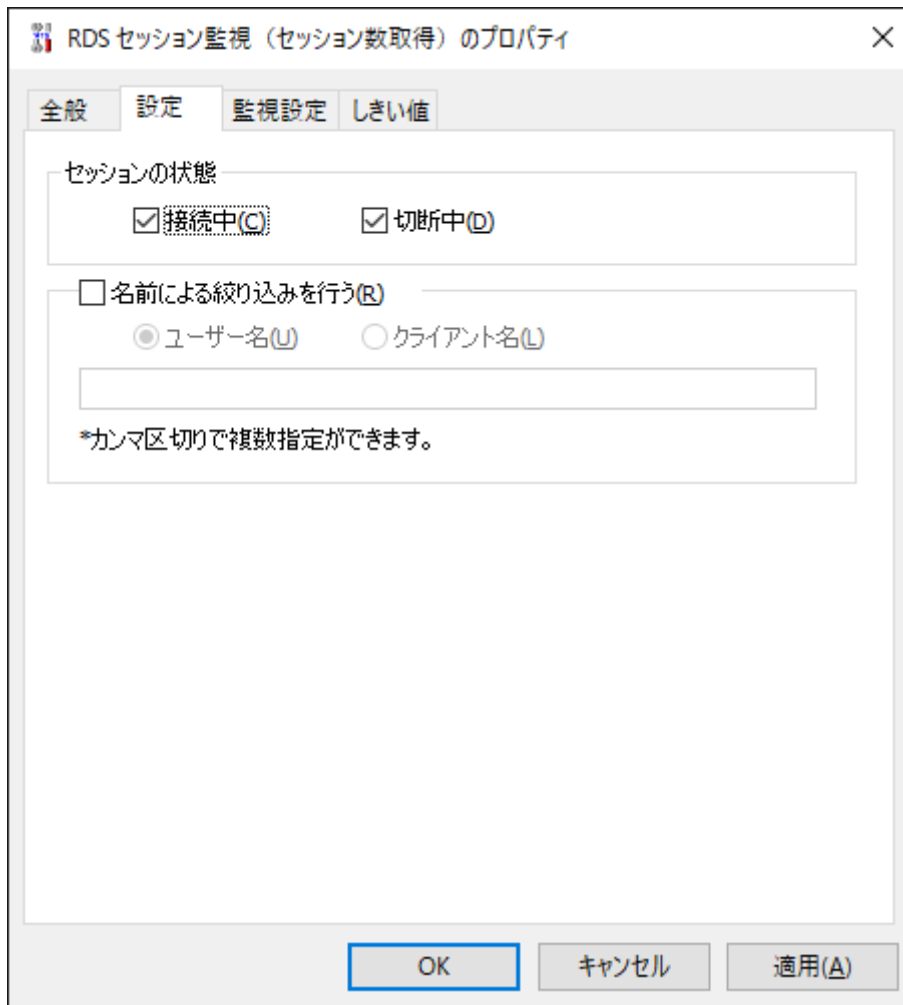 RDS セッション監視（セッション数取得）のプロパティ
全般 設定 監視設定 しきい値
セッションの状態
接続中(C) 切断中(D)
名前による絞り込みを行う(R)
ユーザー名(U) クライアント名(L)
*カンマ区切りで複数指定ができます。
OK キャンセル 適用(A)